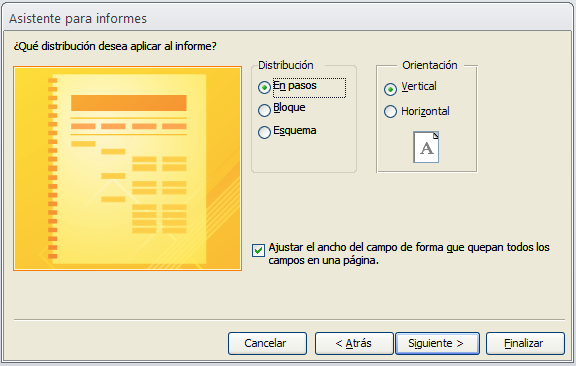 Asistente para informes
¿Qué distribución desea aplicar al informe?
Distribución
En pasos
Bloque
Esquema
Orientación
Vertical
Horizontal
A
Ajustar el ancho del campo de forma que quepan todos los
campos en una página.
Cancelar
< Atrás
Siguiente >
Finalizar